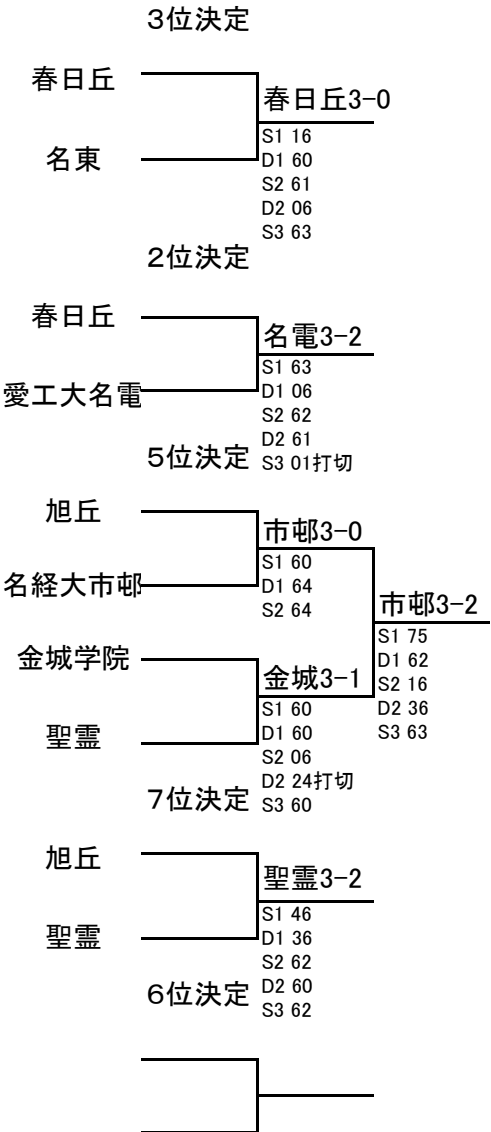 3位決定
春日丘
春日丘3-0
名東
S1 16
D1 60
S2 61
D2 06
S3 63
2位決定
春日丘
名電3-2
愛工大名電
S1 63
D1 06
S2 62
D2 61
S3 01打切
5位決定
旭丘
市邨3-0
名経大市邨
S1 60
D1 64
S2 64
市邨3-2
S1 75
D1 62
S2 16
D2 36
S3 63
金城学院
金城3-1
聖霊
S1 60
D1 60
S2 06
D2 24打切
S3 60
7位決定
旭丘
聖霊3-2
聖霊
S1 46
D1 36
S2 62
D2 60
S3 62
6位決定